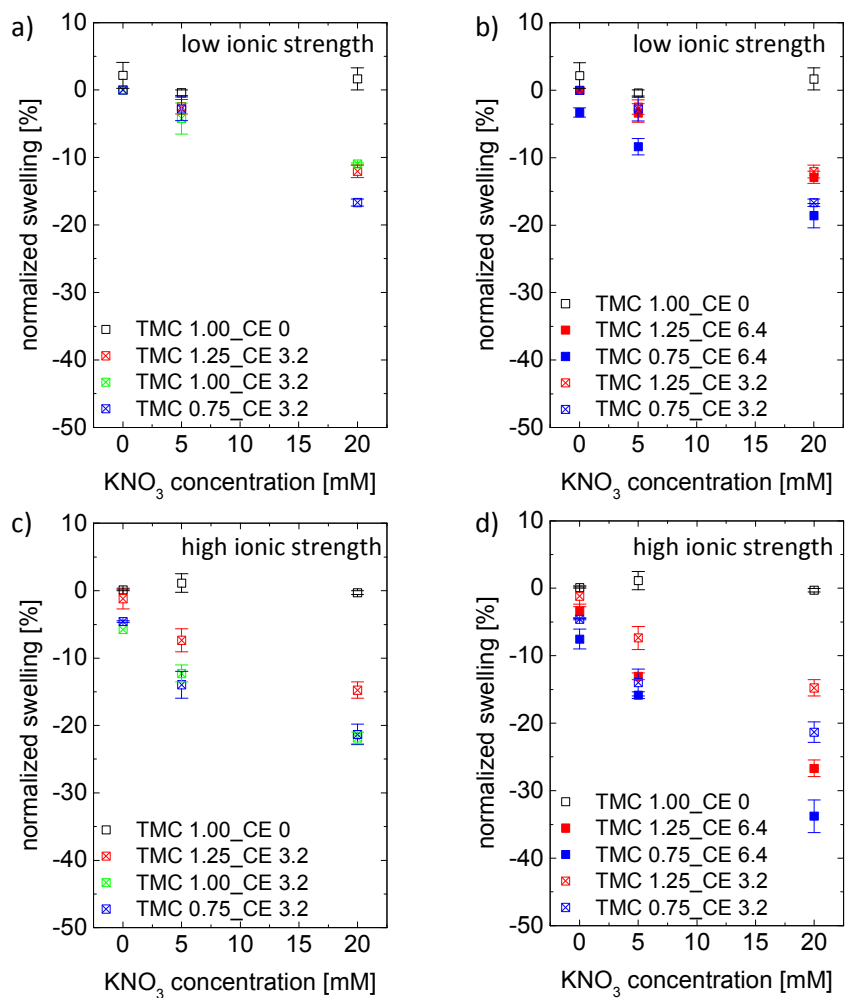 a)
low ionic strength
10
0
-10
-20
-30
-40
-50
normalized swelling [%]
TMC 1.00_CE 0
TMC 1.25_CE 3.2
TMC 1.00_CE 3.2
TMC 0.75_CE 3.2
0 5 10 15 20
KNO3 concentration [mM]
b)
low ionic strength
10
0
-10
-20
-30
-40
-50
normalized swelling [%]
TMC 1.00_CE 0
TMC 1.25_CE 6.4
TMC 0.75_CE 6.4
TMC 1.25_CE 3.2
TMC 0.75_CE 3.2
0 5 10 15 20
KNO3 concentration [mM]
c)
high ionic strength
10
0
-10
-20
-30
-40
-50
normalized swelling [%]
TMC 1.00_CE 0
TMC 1.25_CE 3.2
TMC 1.00_CE 3.2
TMC 0.75_CE 3.2
0 5 10 15 20
KNO3 concentration [mM]
d)
high ionic strength
10
0
-10
-20
-30
-40
-50
normalized swelling [%]
TMC 1.00_CE 0
TMC 1.25_CE 6.4
TMC 0.75_CE 6.4
TMC 1.25_CE 3.2
TMC 0.75_CE 3.2
0 5 10 15 20
KNO3 concentration [mM]